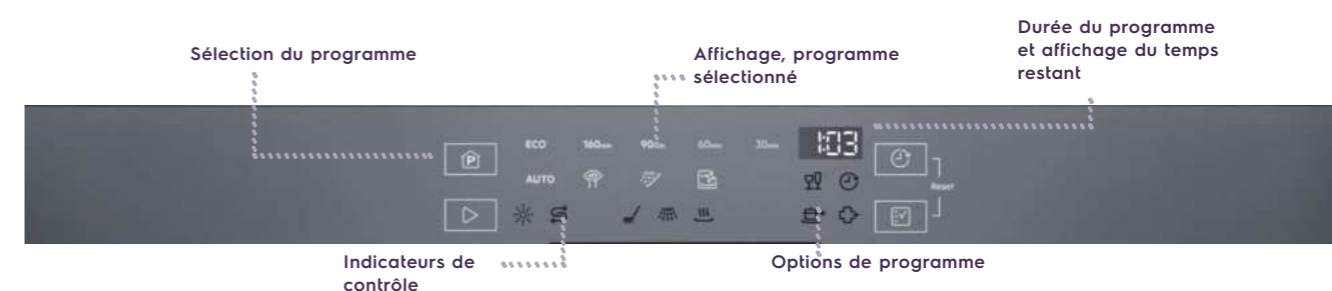 Durée du programme
et affichage du temps
restant
Sélection du programme
Affichage, programme
sélectionné
ECO 160min 90min 60min 30min 1:03
P
AUTO
Reset
Indicateurs de
contrôle
Options de programme